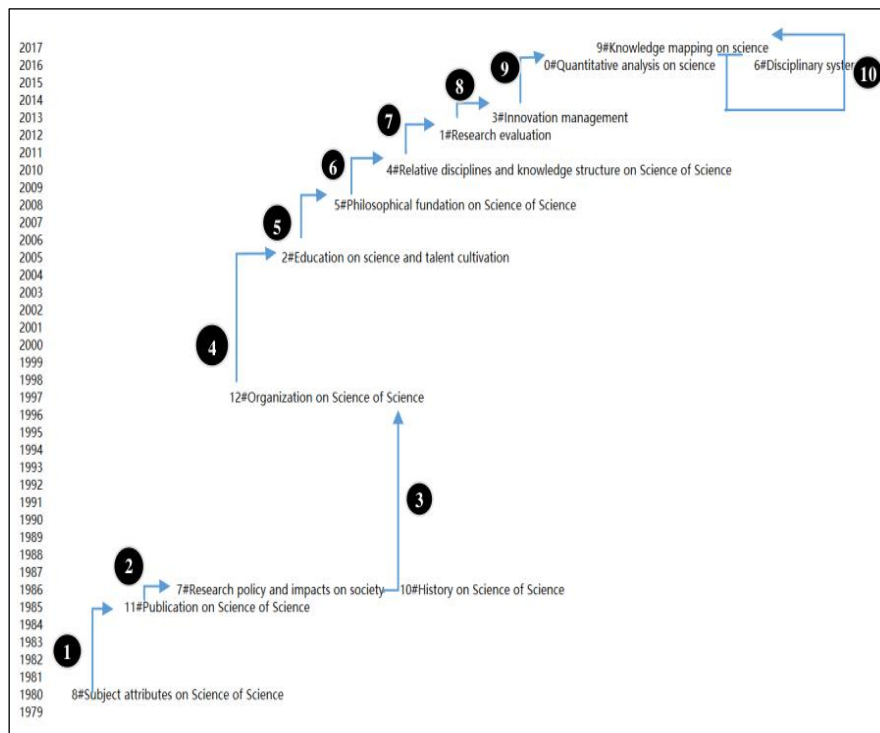 2017 9#Knowledge mapping on science
2016 9 0#Quantitative analysis on science 6#Disciplinary syster 10
2015 8
2014
2013 7 3#Innovation management
2012 1#Research evaluation
2011
2010 6 4#Relative disciplines and knowledge structure on Science of Science
2009
2008 5#Philosophical fundation on Science of Science
2007 5
2006
2005 2#Education on science and talent cultivation
2004
2003
2002
2001
2000 4
1999
1998
1997 12#Organization on Science of Science
1996
1995
1994
1993
1992
1991 3
1990
1989
1988
1987 2
1986 7#Research policy and impacts on society 10#History on Science of Science
1985 11#Publication on Science of Science
1984
1983
1982 1
1981
1980 8#Subject attributes on Science of Science
1979